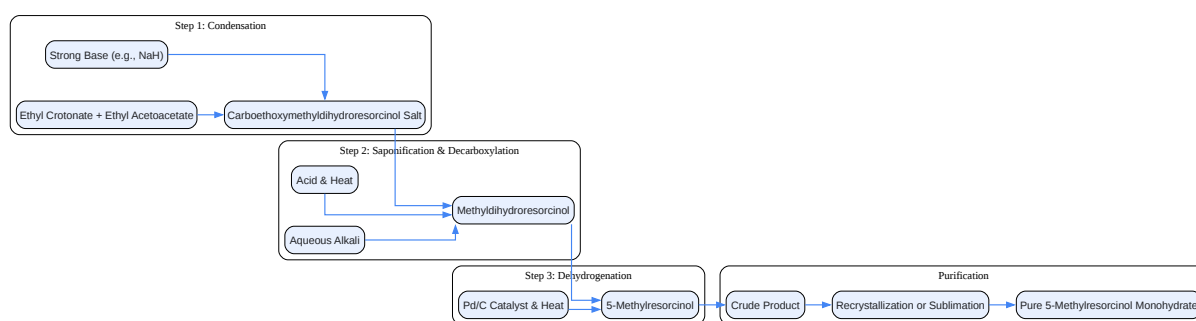 Step 1: Condensation
Strong Base (e.g., NaH)
Ethyl Crotonate + Ethyl Acetoacetate
Carboethoxymethyldihydroresorcinol Salt
Step 2: Saponification & Decarboxylation
Acid & Heat
Methyldihydroresorcinol
Aqueous Alkali
Step 3: Dehydrogenation
Pd/C Catalyst & Heat
5-Methylresorcinol
Purification
Crude Product
Recrystallization or Sublimation
Pure 5-Methylresorcinol Monohydrate